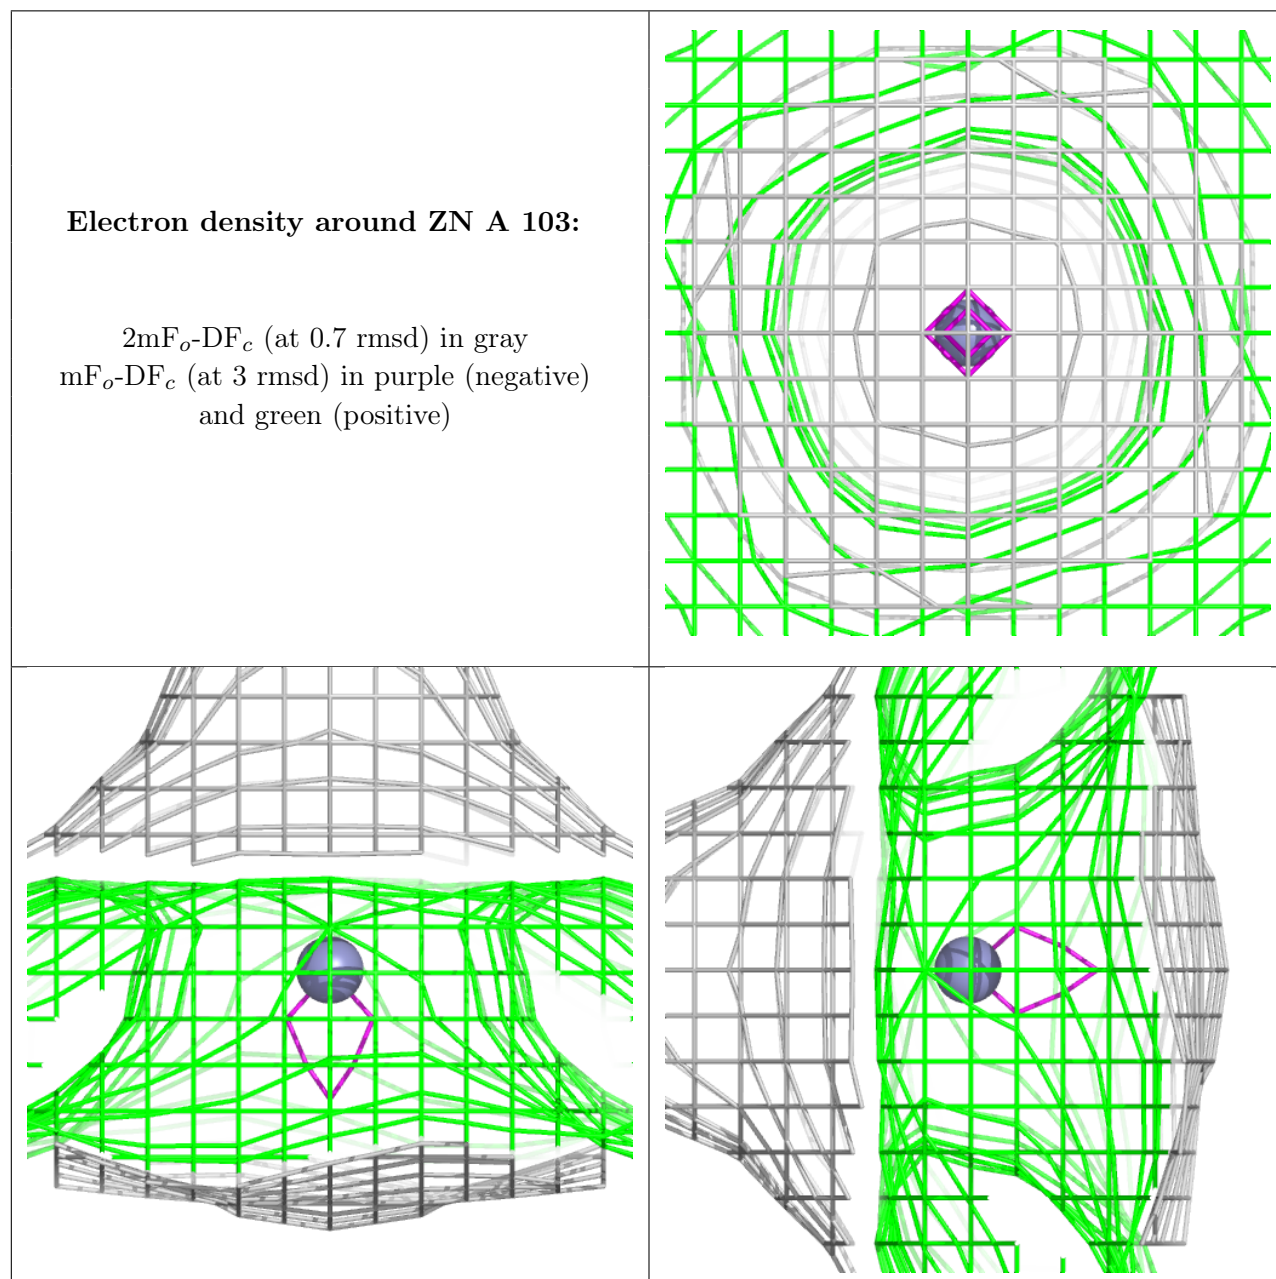 Electron density around ZN A 103:
2mFo-DFc (at 0.7 rmsd) in gray
mFo-DFc (at 3 rmsd) in purple (negative)
and green (positive)